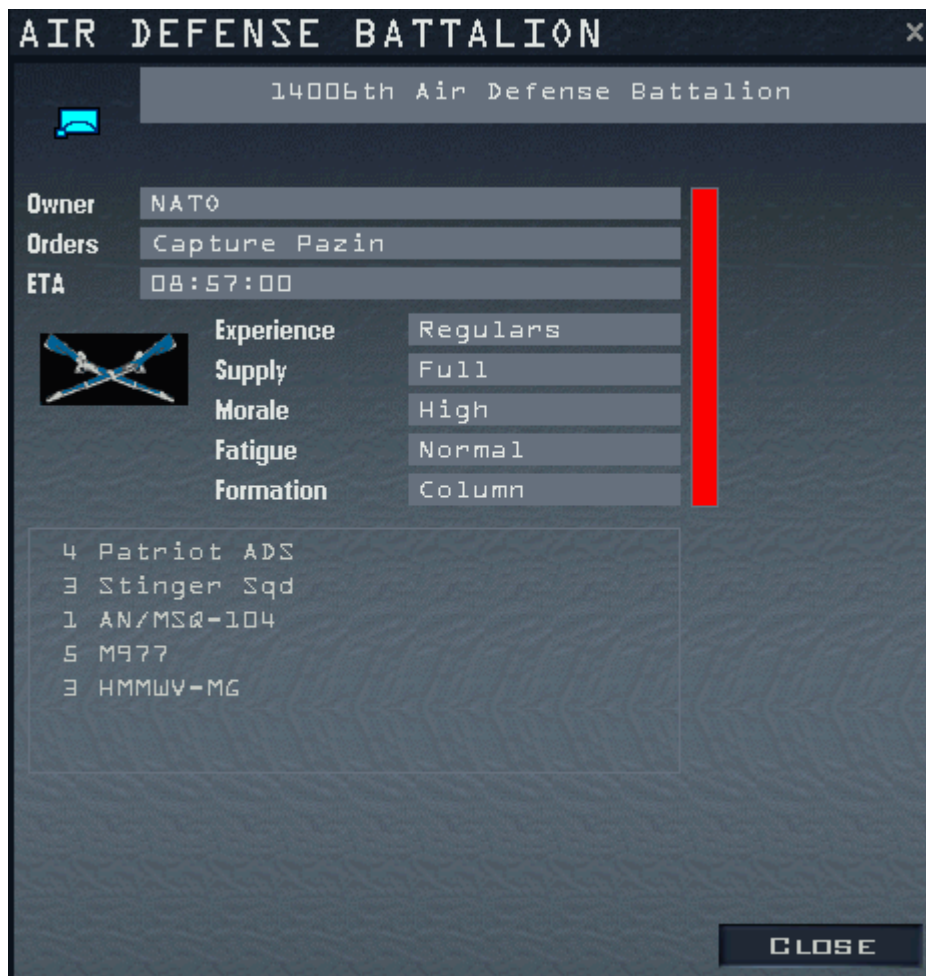 AIR DEFENSE BATTALION ×
14006th Air Defense Battalion
Owner NATO
Orders Capture Pazin
ETA 08:57:00
Experience Regulars
Supply Full
Morale High
Fatigue Normal
Formation Column
4 Patriot ADS
3 Stinger Sqd
1 AN/MSQ-104
5 M977
3 HMMWV-MG
CLOSE